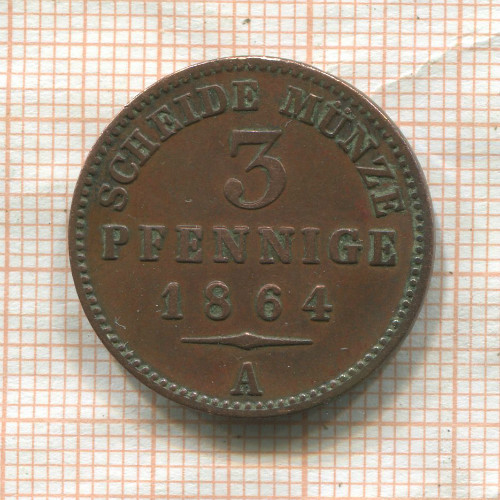 SCHEIDE MÜNZE
3
PFENNIGE
1864
A